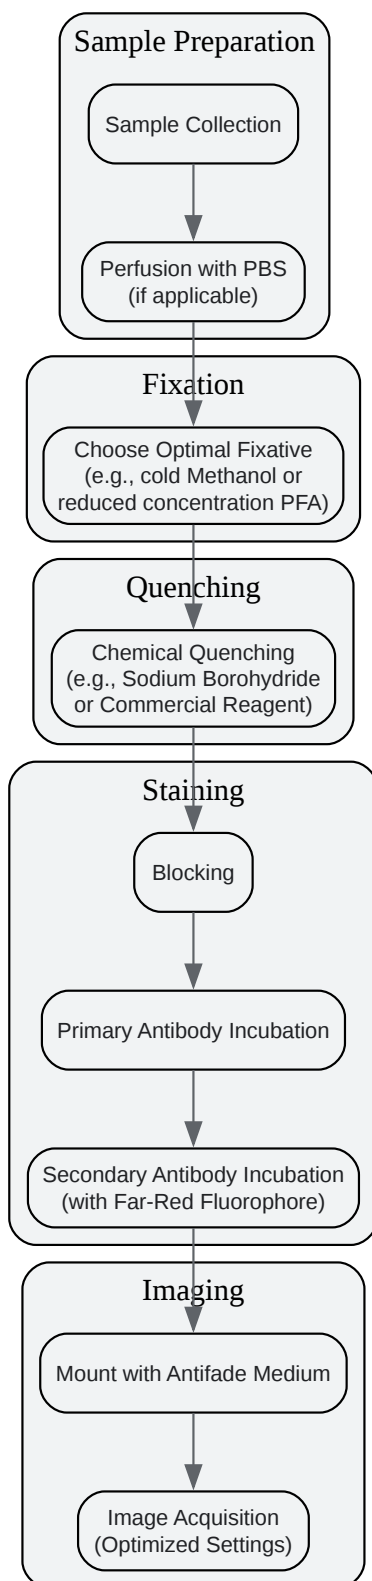 Sample Preparation
Sample Collection
Perfusion with PBS
(if applicable)
Fixation
Choose Optimal Fixative
(e.g., cold Methanol or
reduced concentration PFA)
Quenching
Chemical Quenching
(e.g., Sodium Borohydride
or Commercial Reagent)
Staining
Blocking
Primary Antibody Incubation
Secondary Antibody Incubation
(with Far-Red Fluorophore)
Imaging
Mount with Antifade Medium
Image Acquisition
(Optimized Settings)